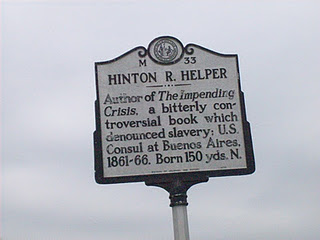 M 33
HINTON R. HELPER
Author of The Impending
Crisis, a bitterly con-
troversial book which
denounced slavery; U.S.
Consul at Buenos Aires,
1861-66. Born 150 yds. N.